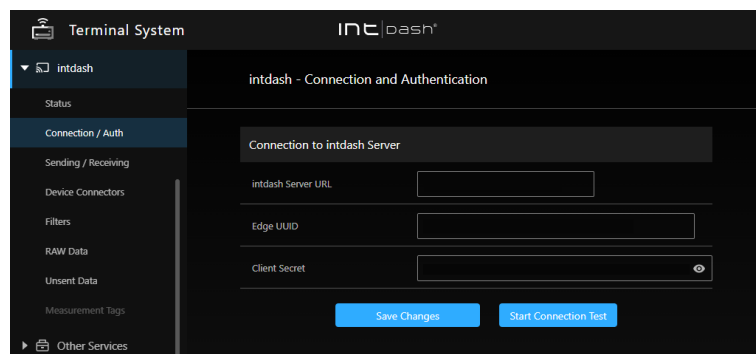 Terminal System
intdash
intdash
Status
Connection / Auth
Sending / Receiving
Device Connectors
Filters
RAW Data
Unsent Data
Measurement Tags
Other Services
intdash - Connection and Authentication
Connection to intdash Server
intdash Server URL
Edge UUID
Client Secret
Save Changes
Start Connection Test